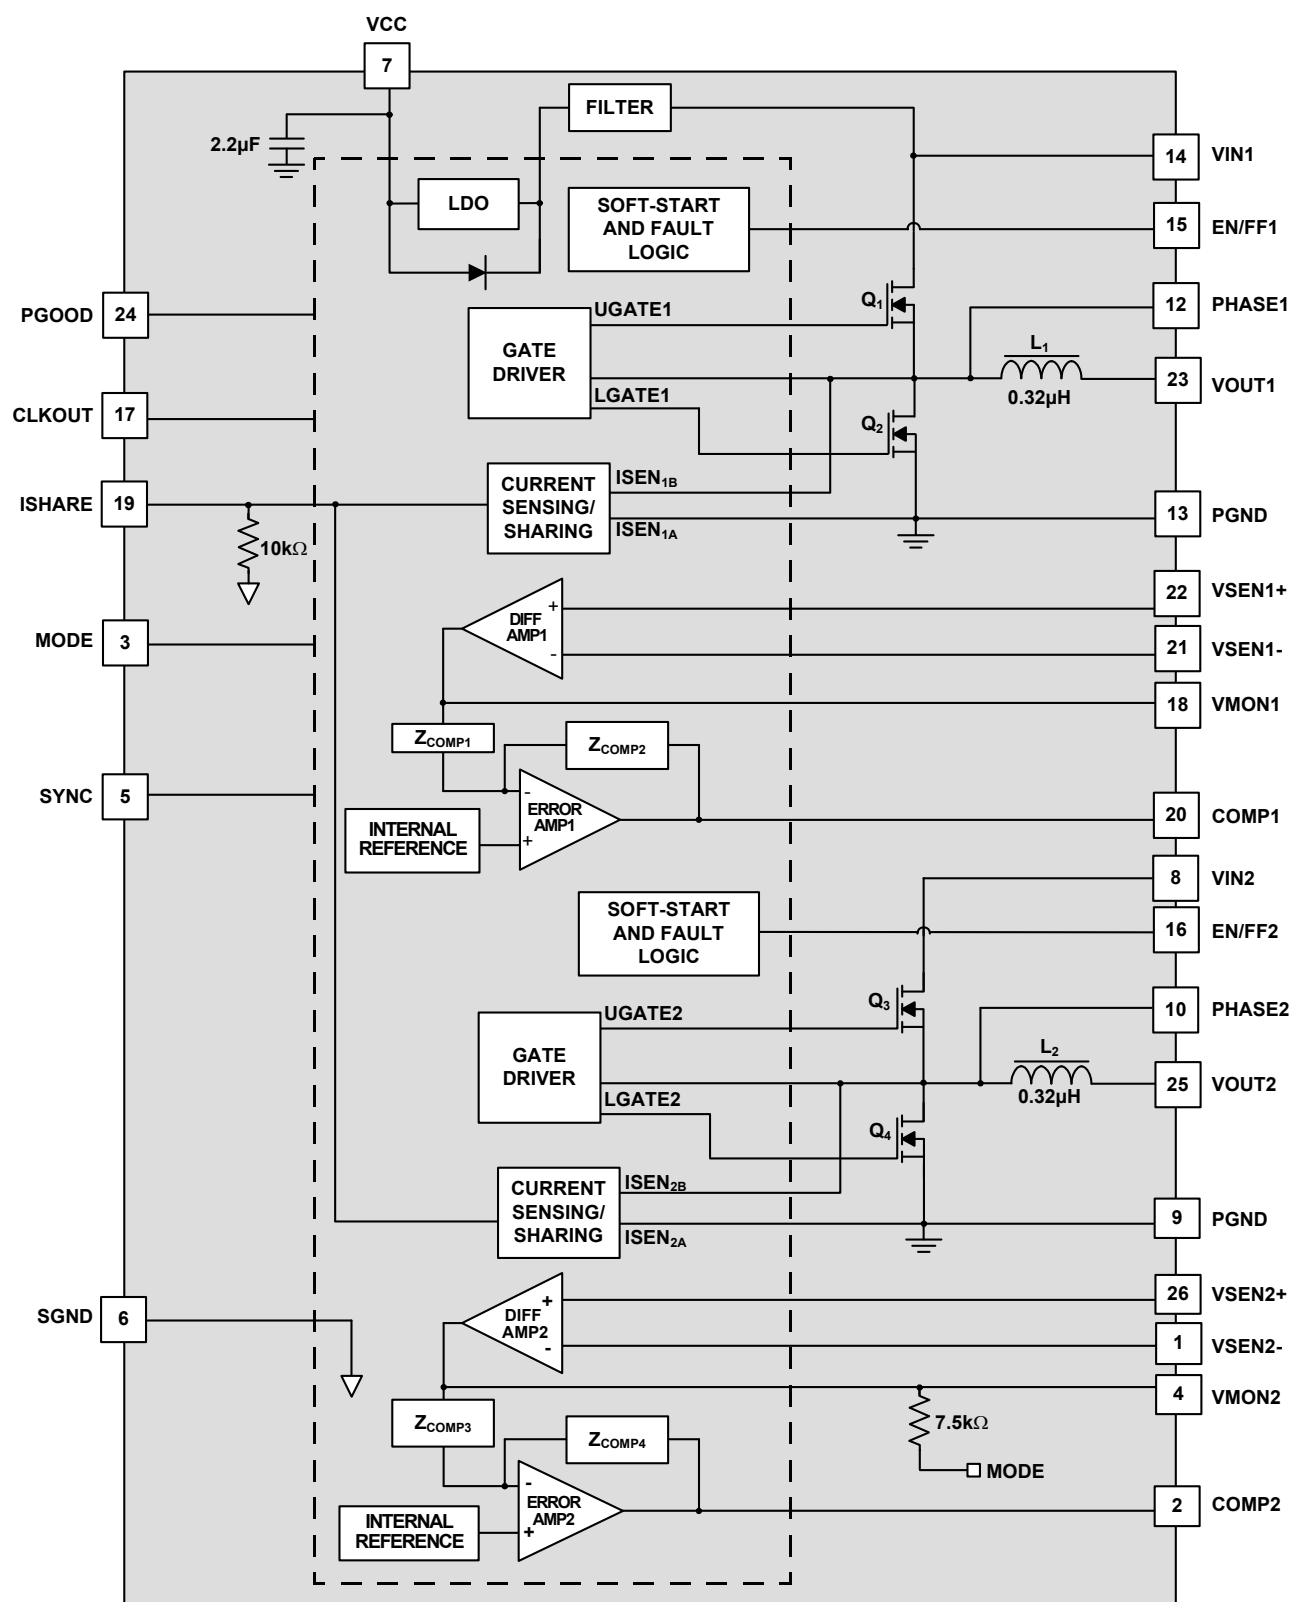 VCC
7
2.2µF
FILTER
LDO
SOFT-START
AND FAULT
LOGIC
14
VIN1
15
EN/FF1
PGOOD
24
UGATE1
GATE
DRIVER
LGATE1
Q1
12
PHASE1
L1
0.32µH
23
VOUT1
CLKOUT
17
Q2
ISHARE
19
10kΩ
CURRENT
SENSING/
SHARING
ISEN1B
ISEN1A
13
PGND
+
DIFF
AMP1
-
22
VSEN1+
21
VSEN1-
MODE
3
18
VMON1
ZCOMP1
ZCOMP2
SYNC
5
-
ERROR
AMP1
+
INTERNAL
REFERENCE
20
COMP1
8
VIN2
SOFT-START
AND FAULT
LOGIC
16
EN/FF2
UGATE2
GATE
DRIVER
LGATE2
Q3
10
PHASE2
L2
0.32µH
25
VOUT2
Q4
CURRENT
SENSING/
SHARING
ISEN2B
ISEN2A
9
PGND
SGND
6
+
DIFF
AMP2
-
26
VSEN2+
1
VSEN2-
4
VMON2
ZCOMP3
ZCOMP4
7.5kΩ
MODE
-
ERROR
AMP2
+
INTERNAL
REFERENCE
2
COMP2